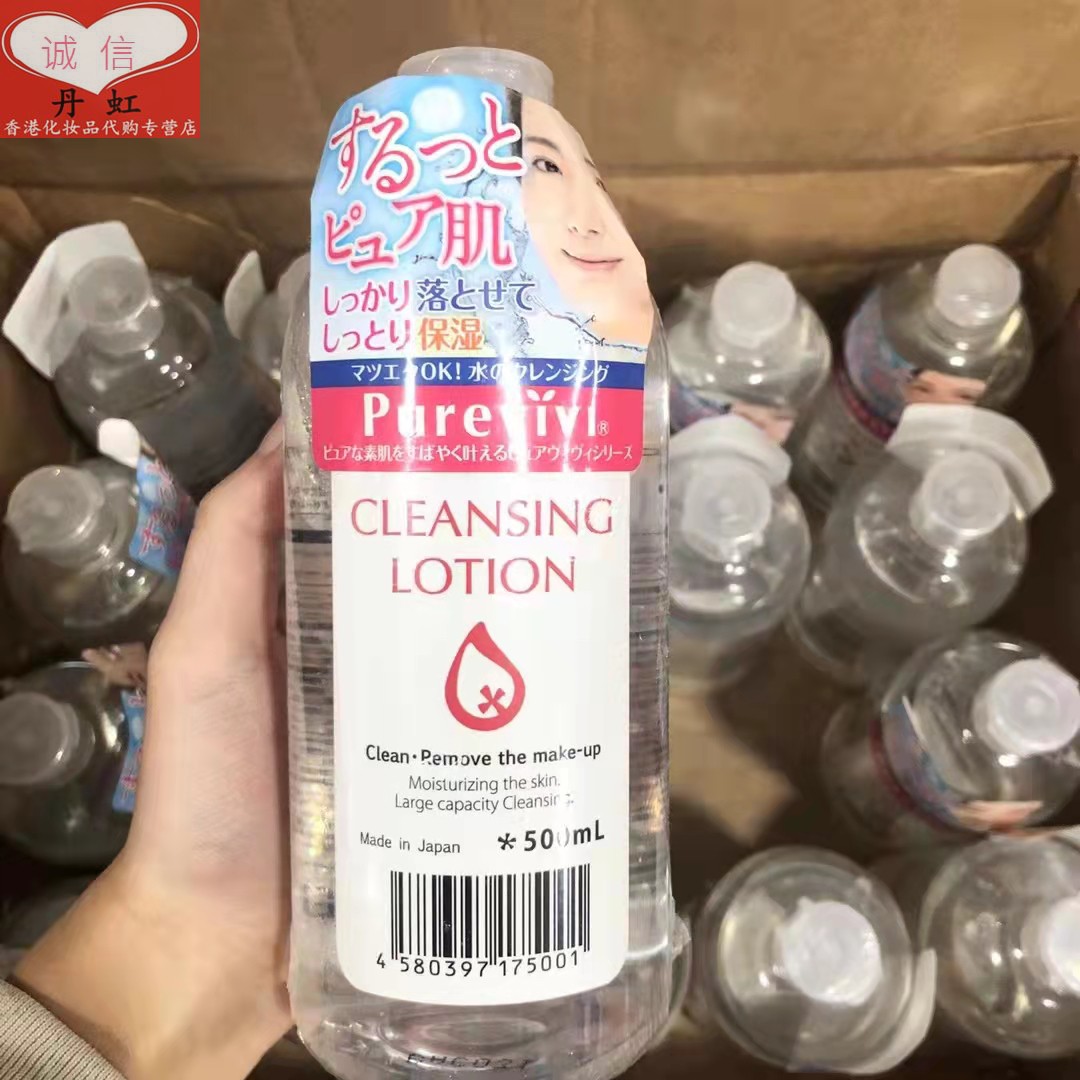 诚信
丹虹
香港化妆品代购专营店
するっと
ピュア肌
しっかり落とせて
しっとり保湿
マツエクOK!水のクレンジング
Purevivi®
ピュアな素肌をすばやく叶えるピュアヴィヴィシリーズ
CLEANSING
LOTION
Clean・Remove the make-up
Moisturizing the skin.
Large capacity Cleansing.
Made in Japan *500mL
4 580397 175001